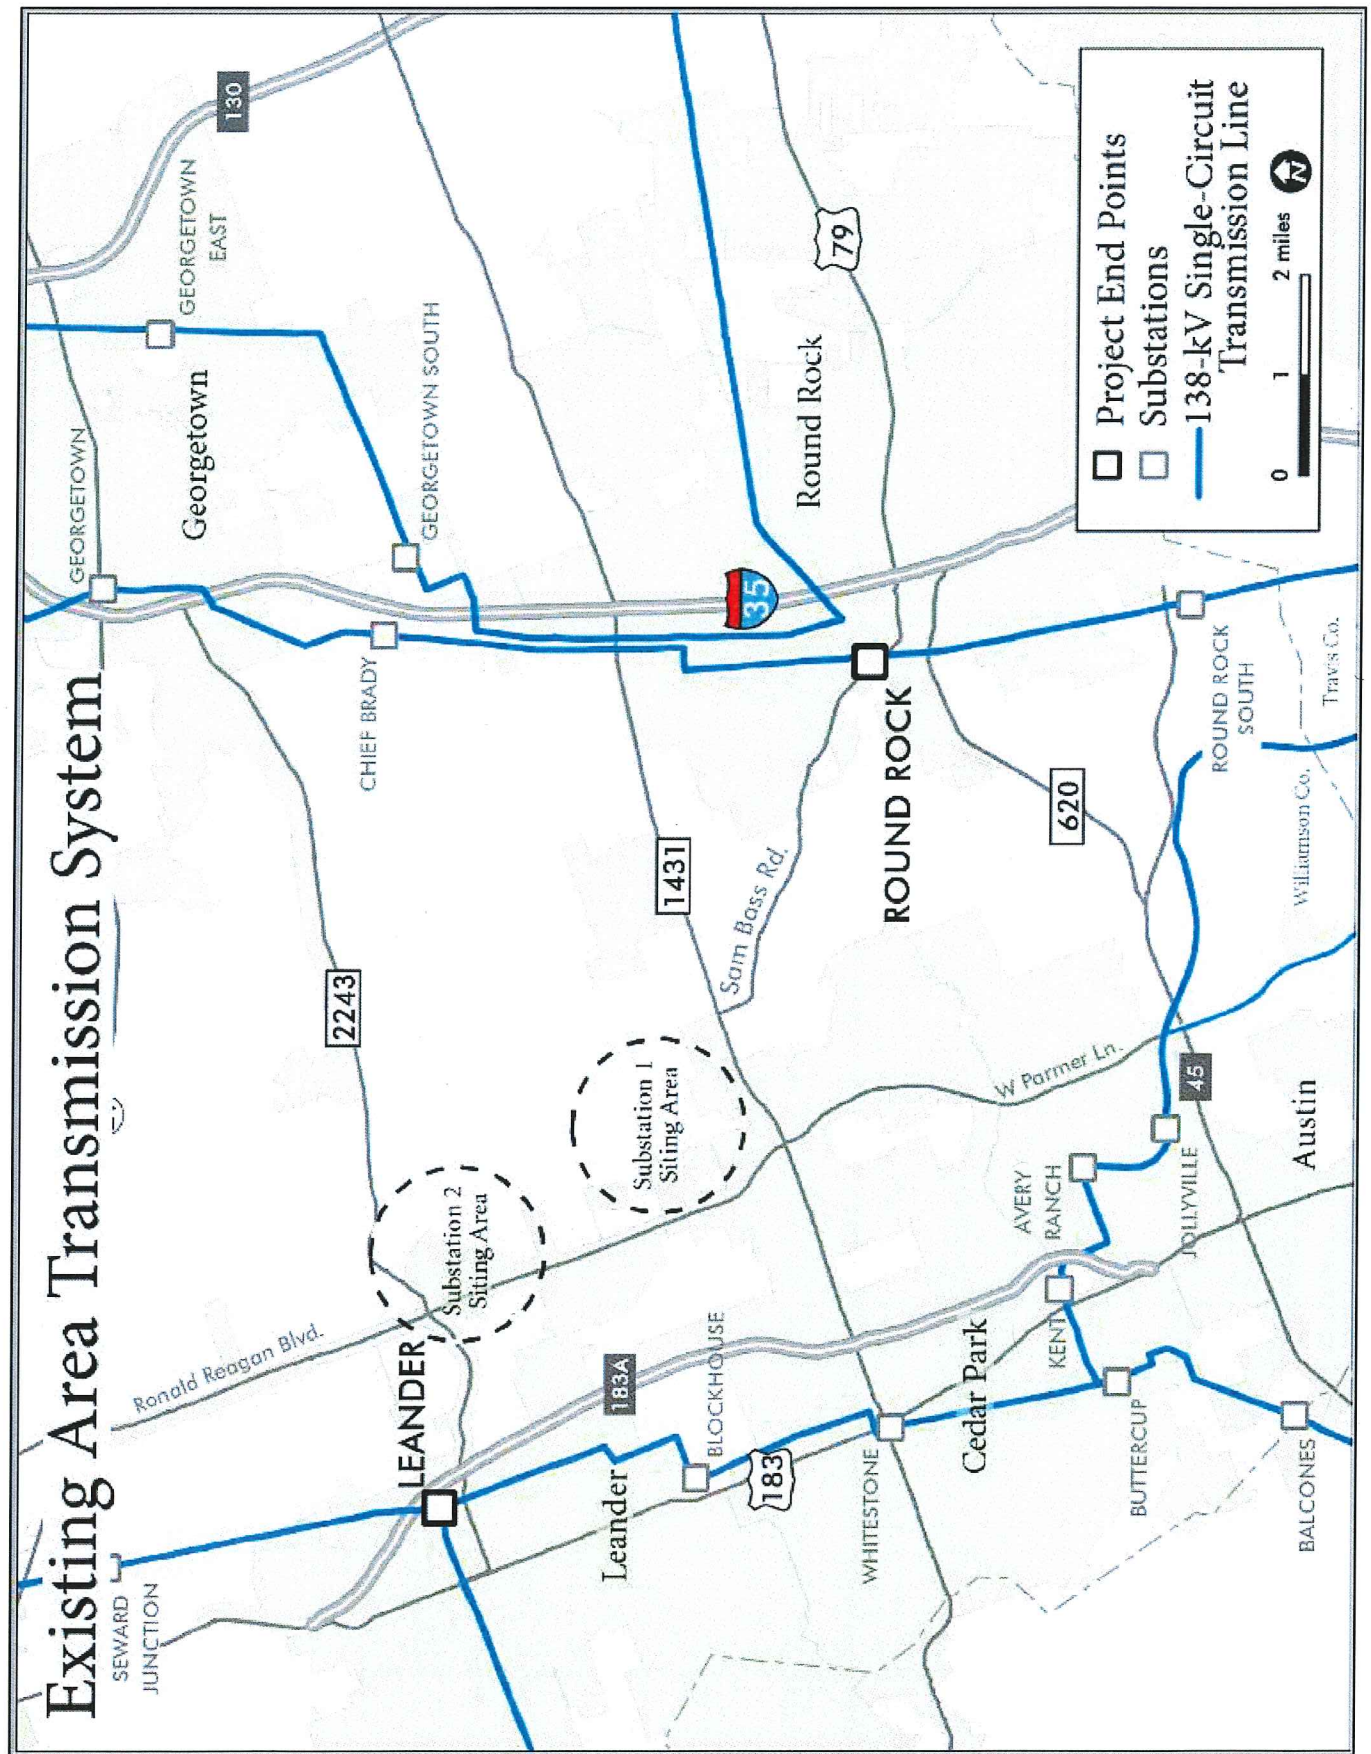 Existing Area Transmission System
SEWARD
JUNCTION
Ronald Reagan Blvd.
LEANDER
2243
GEORGETOWN
Georgetown
GEORGETOWN
EAST
130
CHIEF BRADY
GEORGETOWN SOUTH
Substation 2
Siting Area
Substation 1
Siting Area
183A
Leander
BLOCKHOUSE
183
1431
Sam Bass Rd.
35
Round Rock
79
ROUND ROCK
WHITESTONE
Cedar Park
KENT
AVERY
RANCH
W Parmer Ln.
620
BUTTERCUP
JOLLYVILLE
45
ROUND ROCK
SOUTH
BALCONES
Austin
Williamson Co.
Travis Co.
Project End Points
Substations
138-kV Single-Circuit
Transmission Line
0 1 2 miles
N